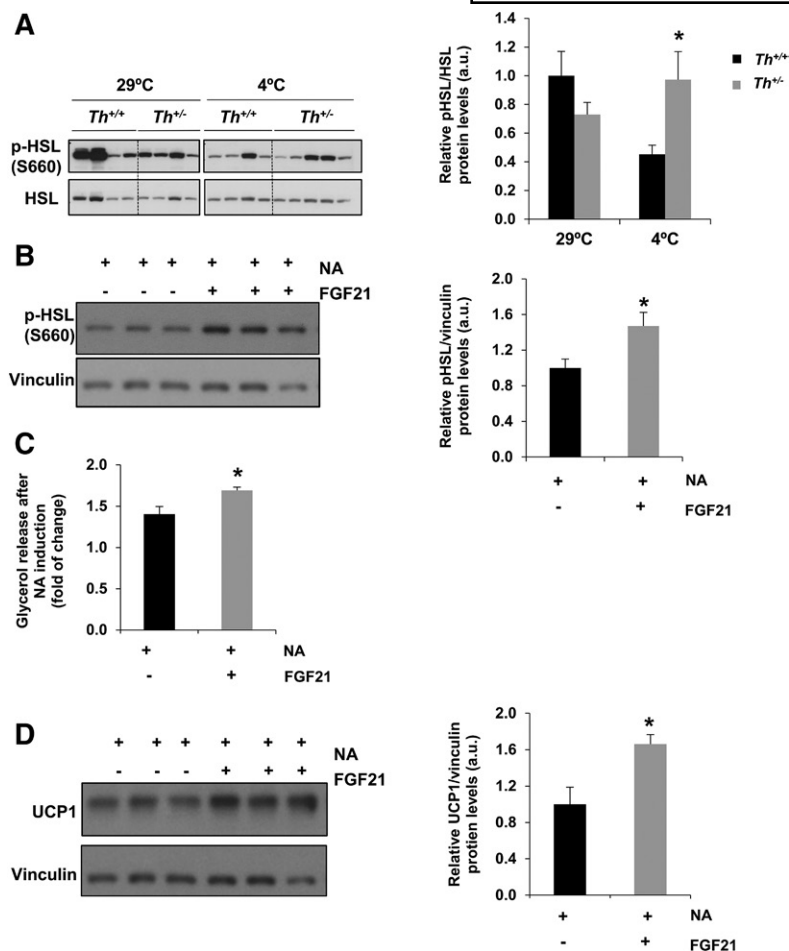 A
29ºC 4ºC
Th+/+ Th+/- Th+/+ Th+/-
p-HSL
(S660)
HSL
Relative pHSL/HSL
protein levels (a.u.)
1.4
1.2
1.0
0.8
0.6
0.4
0.2
0.0
*
29ºC 4ºC
Th+/+
Th+/-
B
+ + + + + + NA
- - - + + + FGF21
p-HSL
(S660)
Vinculin
Relative pHSL/vinculin
protein levels (a.u.)
2.0
1.6
1.2
0.8
0.4
0.0
*
+ + NA
- + FGF21
C
Glycerol release after
NA induction
(fold of change)
2.0
1.5
1.0
0.5
0.0
*
+ + NA
- + FGF21
D
+ + + + + + NA
- - - + + + FGF21
UCP1
Vinculin
Relative UCP1/vinculin
protien levels (a.u.)
2.0
1.6
1.2
0.8
0.4
0.0
*
+ + NA
- + FGF21